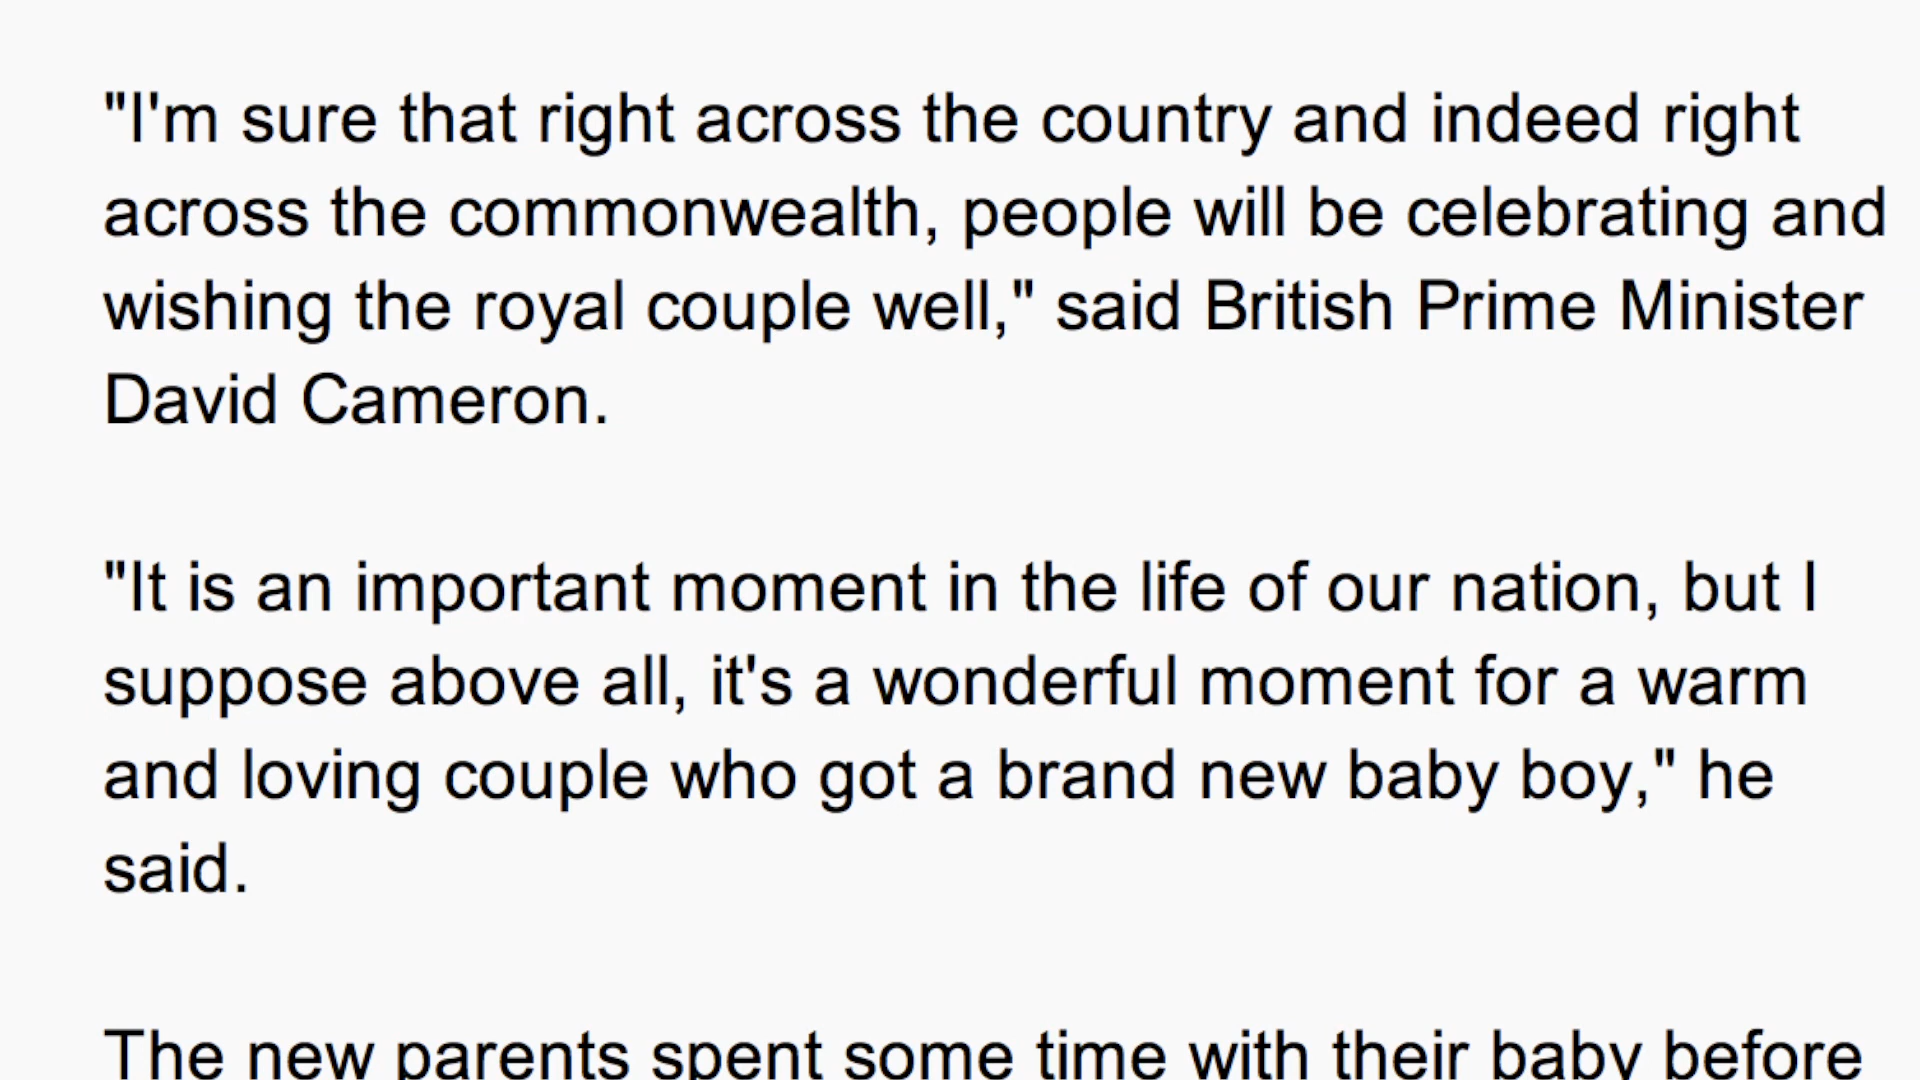 "I'm sure that right across the country and indeed right
across the commonwealth, people will be celebrating and
wishing the royal couple well," said British Prime Minister
David Cameron.
"It is an important moment in the life of our nation, but I
suppose above all, it's a wonderful moment for a warm
and loving couple who got a brand new baby boy," he
said.
The new parents spent some time with their baby before